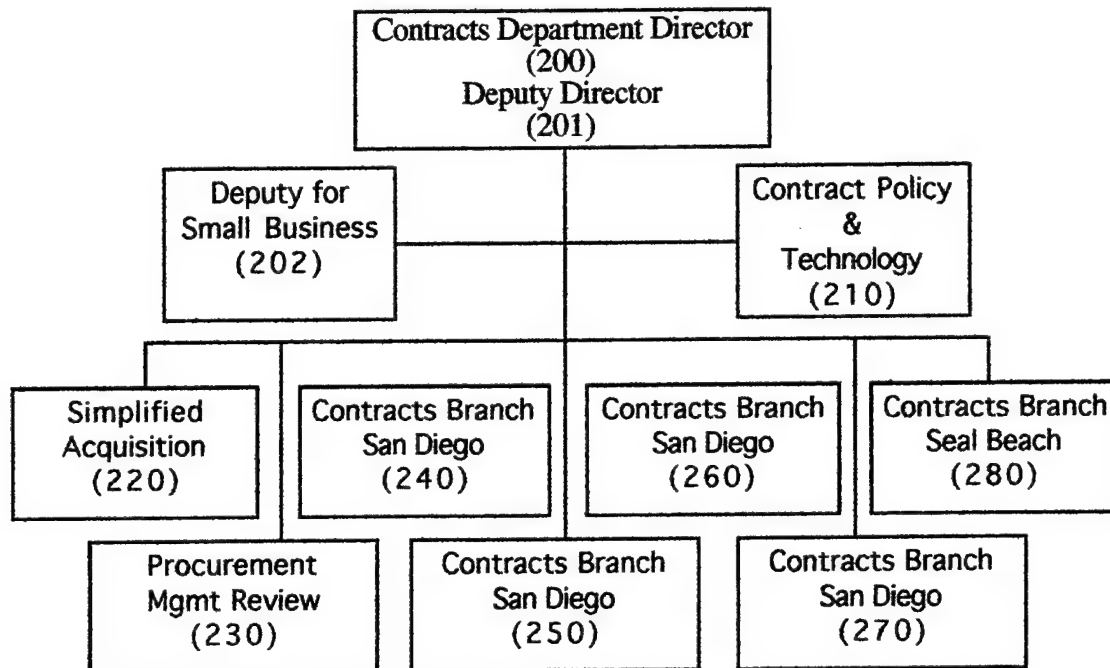 Contracts Department Director
(200)
Deputy Director
(201)
Deputy for
Small Business
(202)
Contract Policy
&
Technology
(210)
Simplified
Acquisition
(220)
Contracts Branch
San Diego
(240)
Contracts Branch
San Diego
(260)
Contracts Branch
Seal Beach
(280)
Procurement
Mgmt Review
(230)
Contracts Branch
San Diego
(250)
Contracts Branch
San Diego
(270)